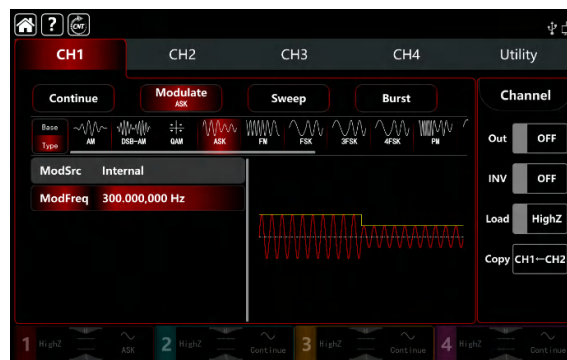 ? CNT
CH1 CH2 CH3 CH4 Utility
Continue Modulate Sweep Burst Channel
ASK
Base
Type AM DSB-AM QAM ASK FM FSK 3FSK 4FSK PM
Out OFF
ModSrc Internal
INV OFF
ModFreq 300.000,000 Hz
Load HighZ
Copy CH1←CH2
1 HighZ ASK 2 HighZ Continue 3 HighZ Continue 4 HighZ Continue